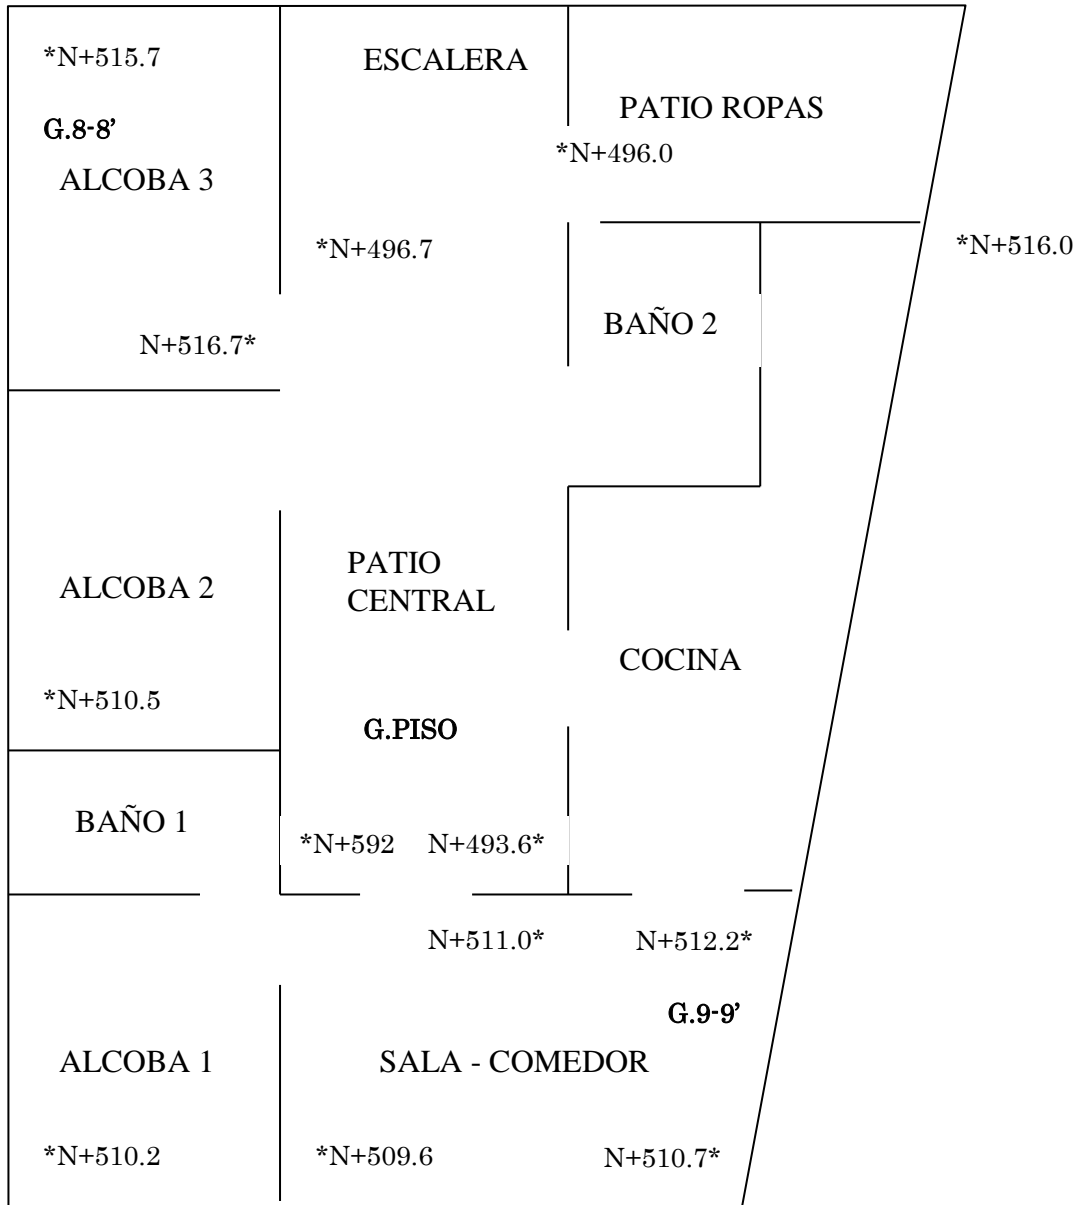 *N+515.7
ESCALERA
PATIO ROPAS
G.8-8’
*N+496.0
ALCOBA 3
*N+496.7
*N+516.0
BAÑO 2
N+516.7*
PATIO
CENTRAL
ALCOBA 2
COCINA
*N+510.5
G.PISO
BAÑO 1
*N+592
N+493.6*
N+511.0*
N+512.2*
G.9-9’
ALCOBA 1
SALA - COMEDOR
*N+510.2
*N+509.6
N+510.7*